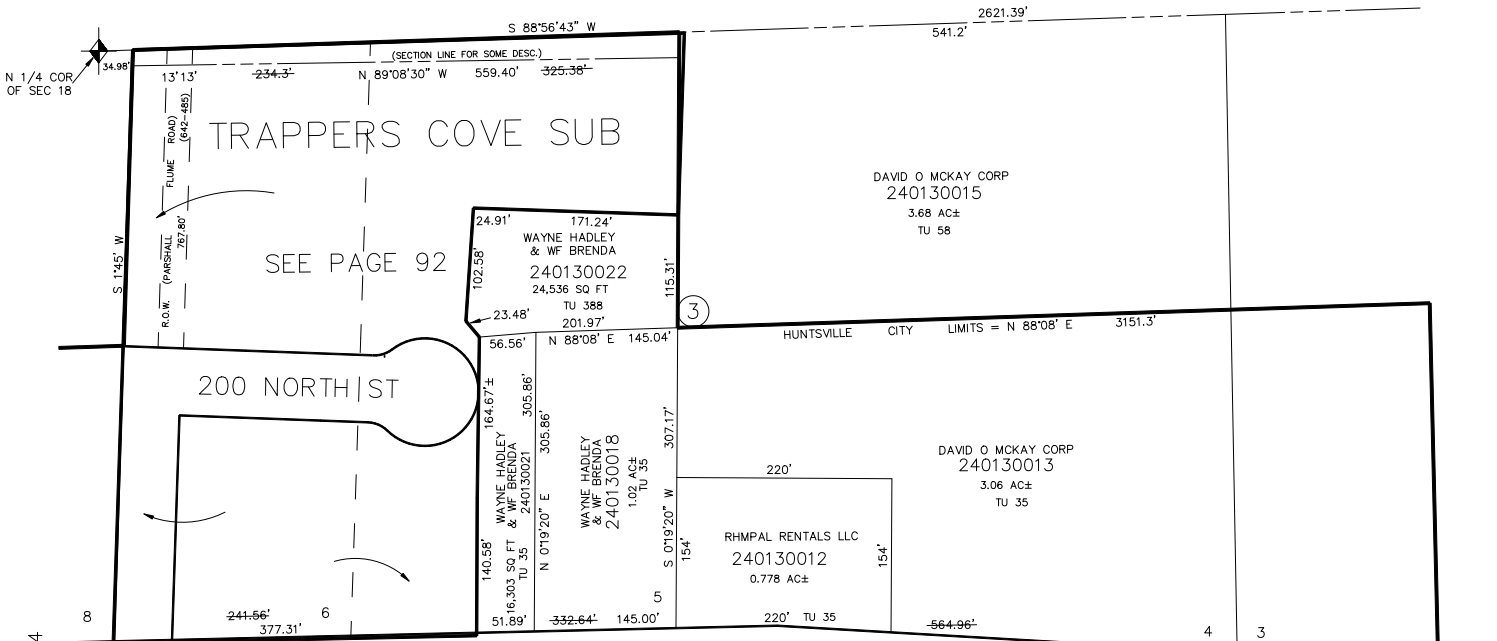 2621.39'
S 88°56'43" W
541.2'
(SECTION LINE FOR SOME DESC.)
34.98'
N 1/4 COR
OF SEC 18
13' 13'
234.3'
N 89°08'30" W
559.40'
325.38'
R.O.W. (PARSHALL FLUME ROAD)
(642-485)
767.80'
S 1°45' W
TRAPPERS COVE SUB
SEE PAGE 92
DAVID O MCKAY CORP
240130015
3.68 AC±
TU 58
24.91'
171.24'
WAYNE HADLEY
& WF BRENDA
240130022
24,536 SQ FT
TU 388
102.58'
115.31'
23.48'
201.97'
3
HUNTSVILLE CITY LIMITS = N 88°08' E 3151.3'
56.56'
N 88°08' E 145.04'
200 NORTH ST
164.67'±
140.58'
WAYNE HADLEY
& WF BRENDA
240130021
16,303 SQ FT
TU 35
305.86'
305.86'
N 0°19'20" E
WAYNE HADLEY
& WF BRENDA
240130018
1.02 AC±
TU 35
307.17'
S 0°19'20" W
DAVID O MCKAY CORP
240130013
3.06 AC±
TU 35
220'
154'
RHMPAL RENTALS LLC
240130012
0.778 AC±
154'
5
8
4
241.56'
6
377.31'
51.89'
332.64'
145.00'
220'
TU 35
564.96'
4
3